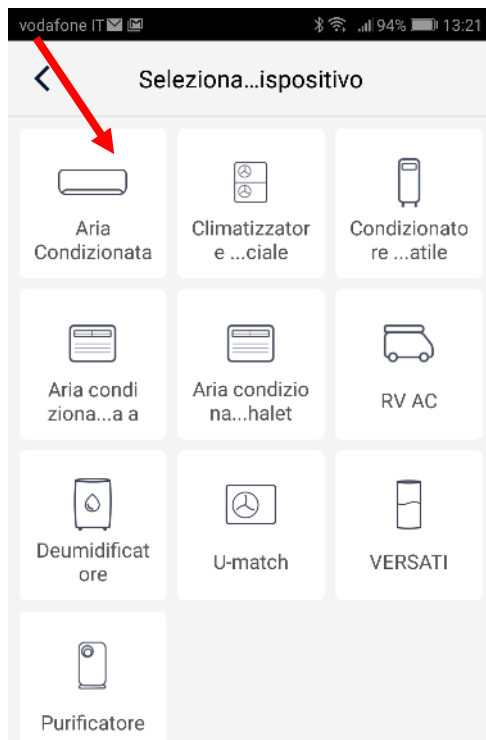 vodafone IT 94% 13:21
Seleziona...ispositivo
Aria
Condizionata
Climatizzator
e ...ciale
Condizionato
re ...atile
Aria condi
ziona...a a
Aria condizio
na...halet
RV AC
Deumidificat
ore
U-match
VERSATI
Purificatore